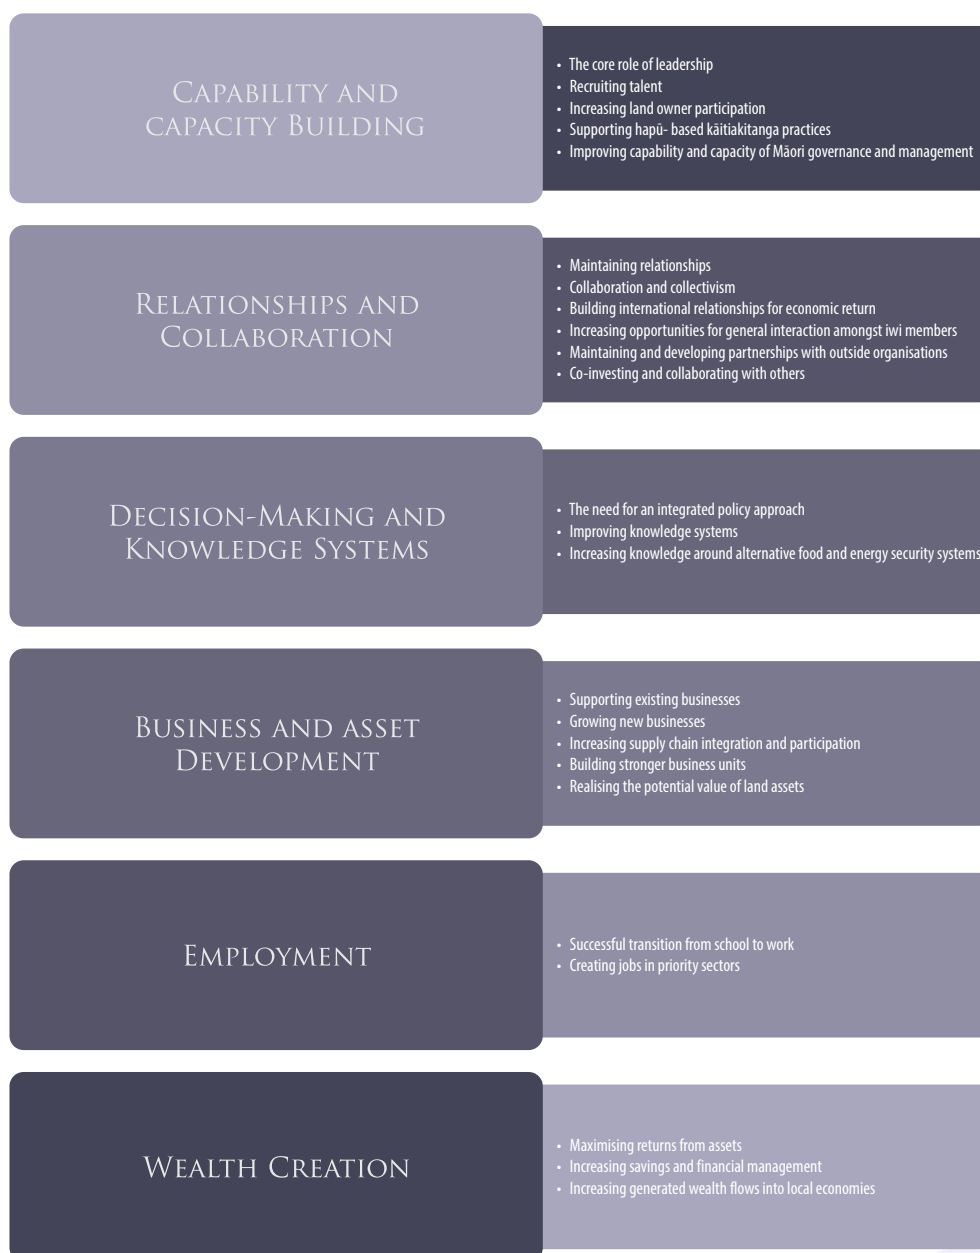 Capability and
capacity Building
• The core role of leadership
• Recruiting talent
• Increasing land owner participation
• Supporting hapū- based kāitiakitanga practices
• Improving capability and capacity of Māori governance and management
Relationships and
Collaboration
• Maintaining relationships
• Collaboration and collectivism
• Building international relationships for economic return
• Increasing opportunities for general interaction amongst iwi members
• Maintaining and developing partnerships with outside organisations
• Co-investing and collaborating with others
Decision-Making and
Knowledge Systems
• The need for an integrated policy approach
• Improving knowledge systems
• Increasing knowledge around alternative food and energy security systems
Business and asset
Development
• Supporting existing businesses
• Growing new businesses
• Increasing supply chain integration and participation
• Building stronger business units
• Realising the potential value of land assets
Employment
• Successful transition from school to work
• Creating jobs in priority sectors
Wealth Creation
• Maximising returns from assets
• Increasing savings and financial management
• Increasing generated wealth flows into local economies